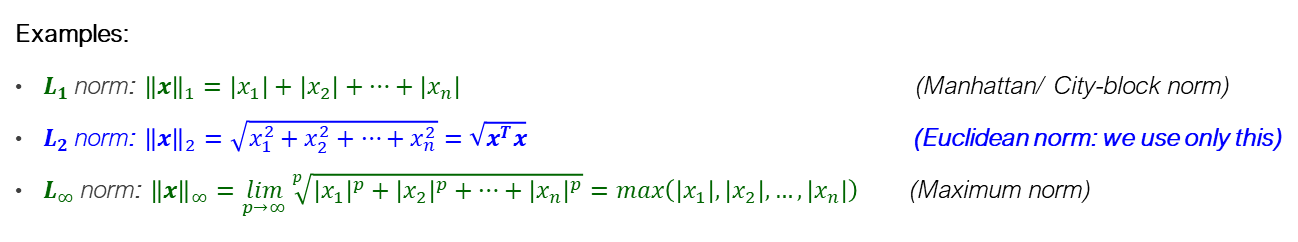 Examples:
• L₁ norm: ‖x‖₁ = |x₁| + |x₂| + ⋯ + |xₙ| (Manhattan/ City-block norm)
• L₂ norm: ‖x‖₂ = √(x₁² + x₂² + ⋯ + xₙ²) = √(xᵀx) (Euclidean norm: we use only this)
• L∞ norm: ‖x‖∞ = lim p→∞ ᵖ√(|x₁|ᵖ + |x₂|ᵖ + ⋯ + |xₙ|ᵖ) = max(|x₁|, |x₂|, … , |xₙ|) (Maximum norm)